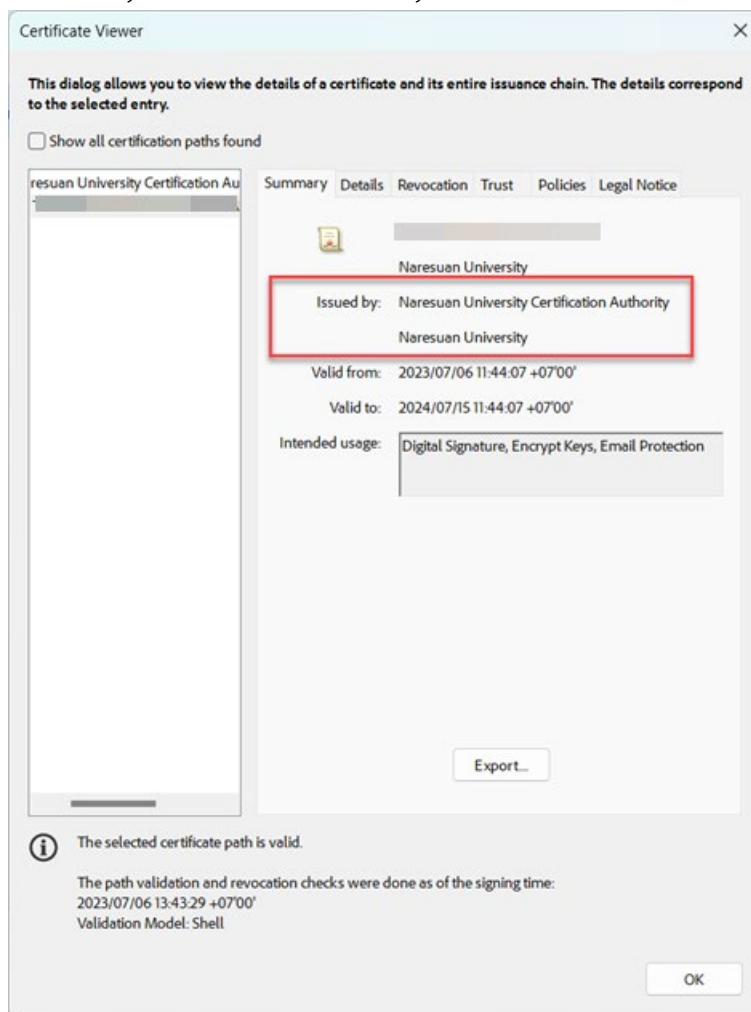 Certificate Viewer
This dialog allows you to view the details of a certificate and its entire issuance chain. The details correspond
to the selected entry.
Show all certification paths found
resuan University Certification Au
Summary Details Revocation Trust Policies Legal Notice
Naresuan University
Issued by: Naresuan University Certification Authority
Naresuan University
Valid from: 2023/07/06 11:44:07 +07'00'
Valid to: 2024/07/15 11:44:07 +07'00'
Intended usage: Digital Signature, Encrypt Keys, Email Protection
Export...
The selected certificate path is valid.
The path validation and revocation checks were done as of the signing time:
2023/07/06 13:43:29 +07'00'
Validation Model: Shell
OK